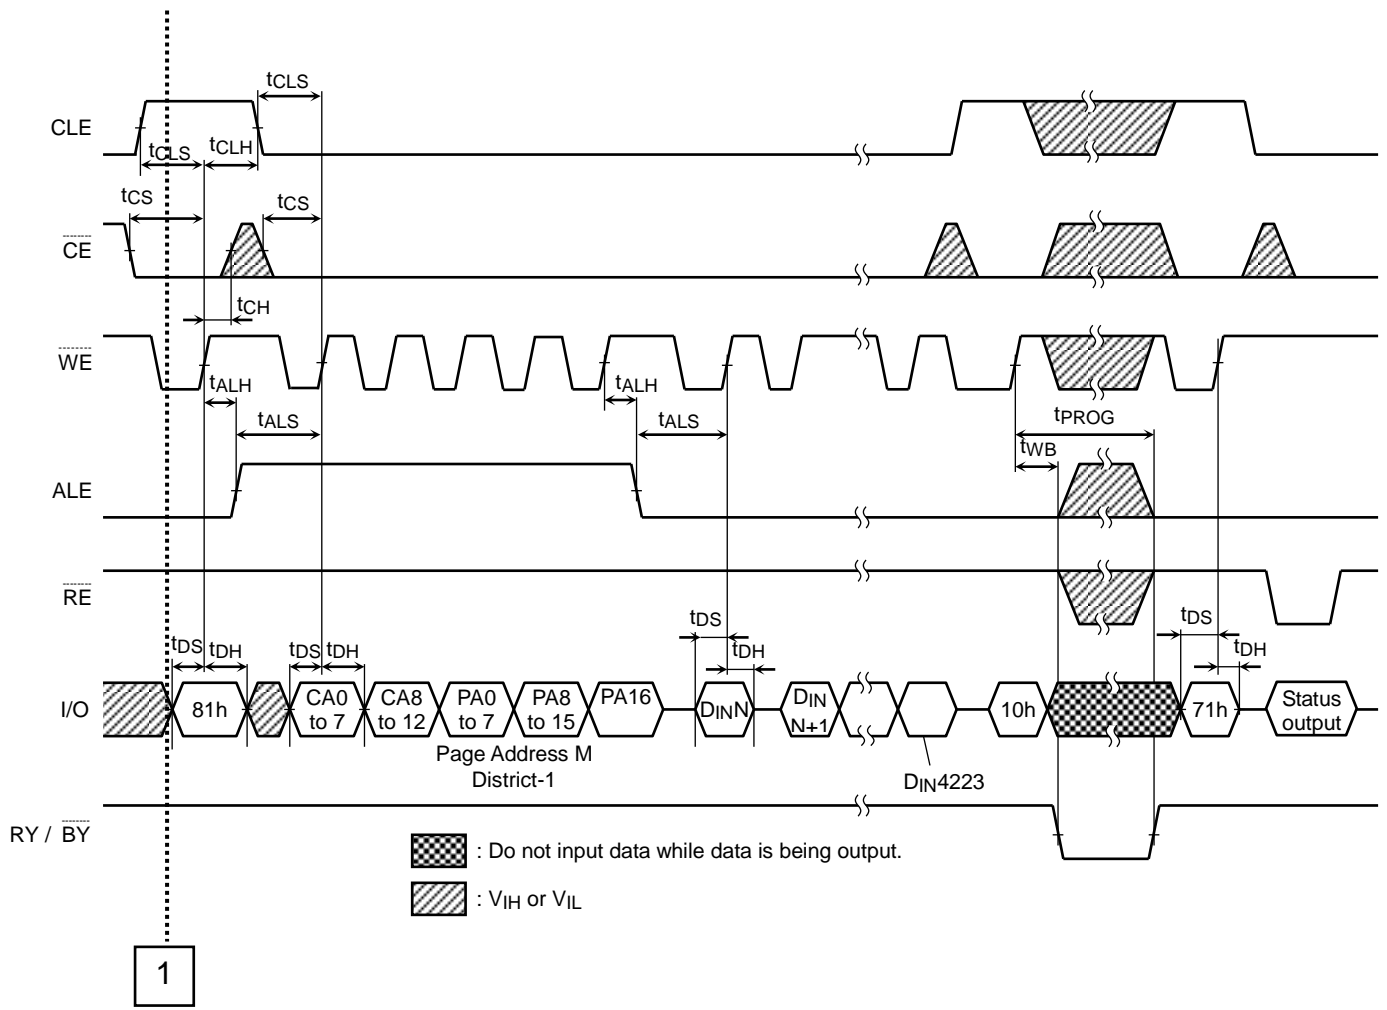 tCLS
CLE
tCLS
tCLH
tCS
tCS
CE
tCH
WE
tALH
tALH
tALS
tALS
tPROG
tWB
ALE
RE
tDS
tDH
tDS
tDH
tDS
tDH
tDS
tDH
I/O
81h
CA0
to 7
CA8
to 12
PA0
to 7
PA8
to 15
PA16
DINN
DIN
N+1
10h
71h
Status
output
Page Address M
District-1
DIN4223
RY / BY
: Do not input data while data is being output.
: VIH or VIL
1